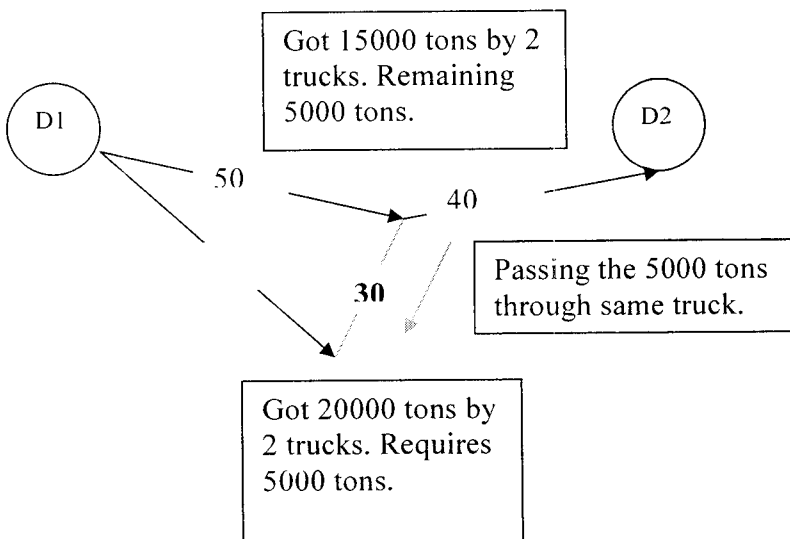 Got 15000 tons by 2
trucks. Remaining
5000 tons.
D1
D2
50
40
Passing the 5000 tons
through same truck.
30
Got 20000 tons by
2 trucks. Requires
5000 tons.